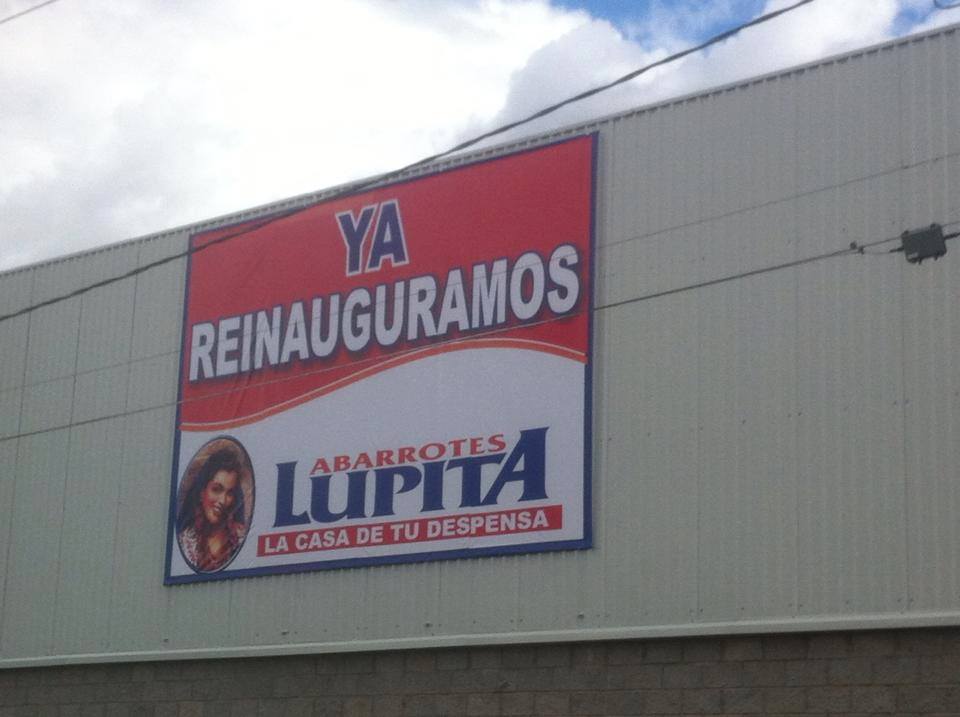 YA
REINAUGURAMOS
ABARROTES
LUPITA
LA CASA DE TU DESPENSA